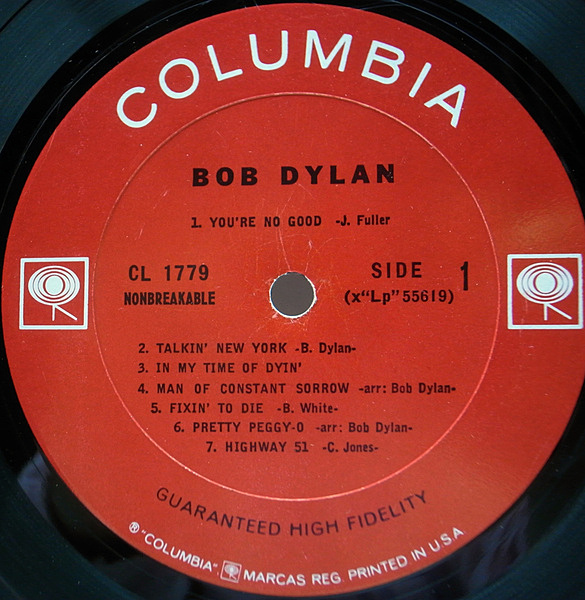 COLUMBIA
BOB DYLAN
1. YOU'RE NO GOOD -J. Fuller
CL 1779
NONBREAKABLE
SIDE 1
(x"Lp" 55619)
2. TALKIN' NEW YORK -B. Dylan-
3. IN MY TIME OF DYIN'
4. MAN OF CONSTANT SORROW -arr: Bob Dylan-
5. FIXIN' TO DIE -B. White-
6. PRETTY PEGGY-O -arr: Bob Dylan-
7. HIGHWAY 51 -C. Jones-
GUARANTEED HIGH FIDELITY
® "COLUMBIA", MARCAS REG. PRINTED IN U.S.A.